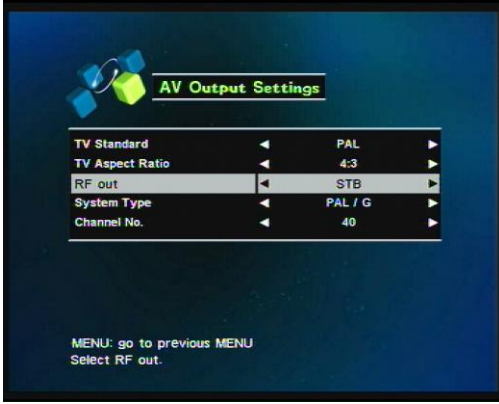 AV Output Settings
TV Standard ◀ PAL ▶
TV Aspect Ratio ◀ 4:3 ▶
RF out ◀ STB ▶
System Type ◀ PAL / G ▶
Channel No. ◀ 40 ▶
MENU: go to previous MENU
Select RF out.